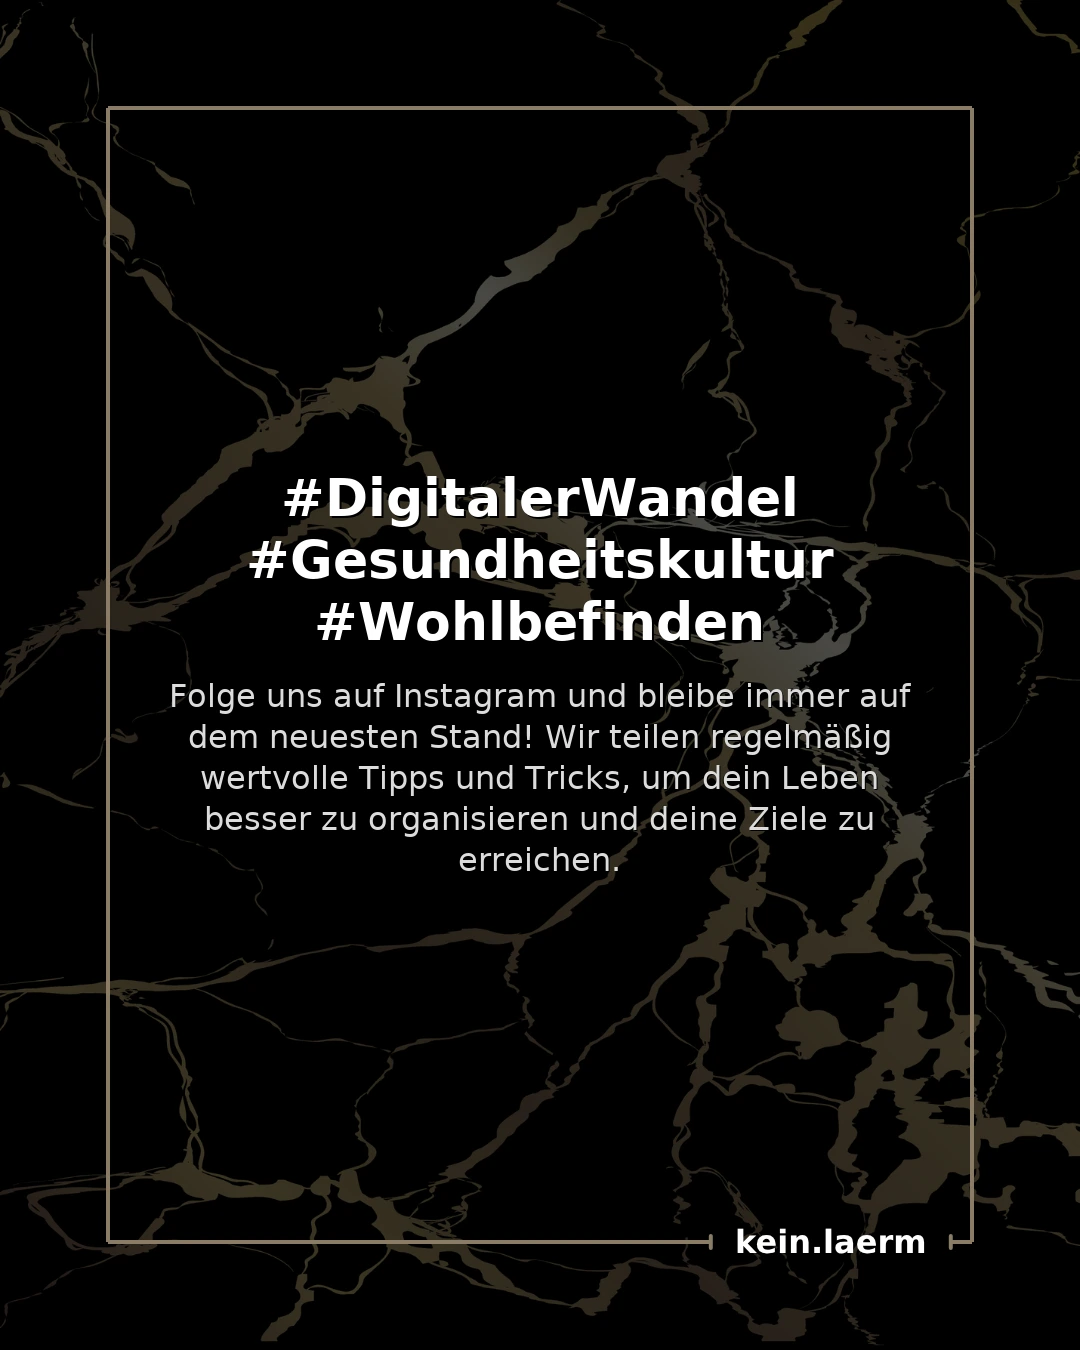 #DigitalerWandel
#Gesundheitskultur
#Wohlbefinden
Folge uns auf Instagram und bleibe immer auf
dem neuesten Stand! Wir teilen regelmäßig
wertvolle Tipps und Tricks, um dein Leben
besser zu organisieren und deine Ziele zu
erreichen.
kein.laerm